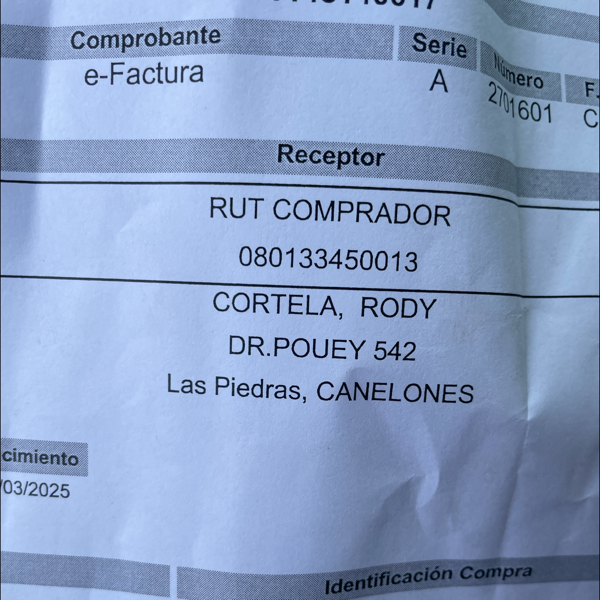 Comprobante Serie Número F.
e-Factura A 2701601 C
Receptor
RUT COMPRADOR
080133450013
CORTELA, RODY
DR.POUEY 542
Las Piedras, CANELONES
cimiento
/03/2025
Identificación Compra